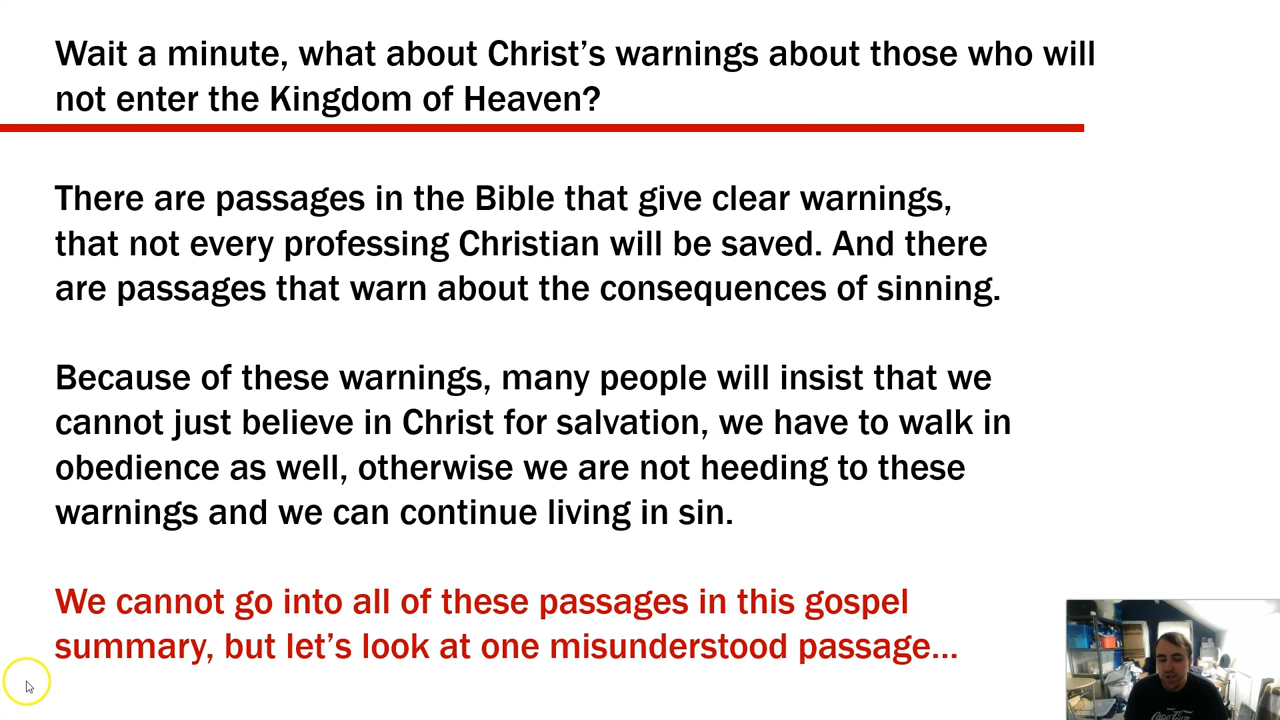 Wait a minute, what about Christ’s warnings about those who will
not enter the Kingdom of Heaven?
There are passages in the Bible that give clear warnings,
that not every professing Christian will be saved. And there
are passages that warn about the consequences of sinning.
Because of these warnings, many people will insist that we
cannot just believe in Christ for salvation, we have to walk in
obedience as well, otherwise we are not heeding to these
warnings and we can continue living in sin.
We cannot go into all of these passages in this gospel
summary, but let’s look at one misunderstood passage...